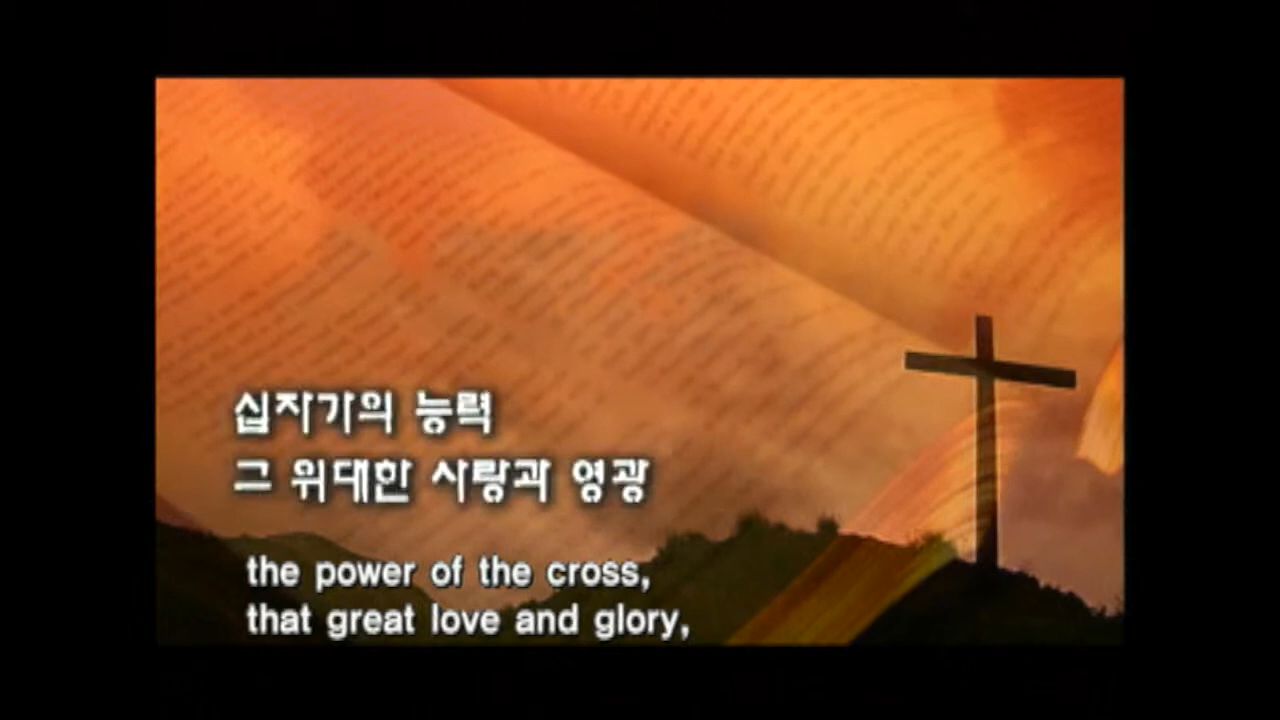 십자가의 능력
그 위대한 사랑과 영광
the power of the cross,
that great love and glory,